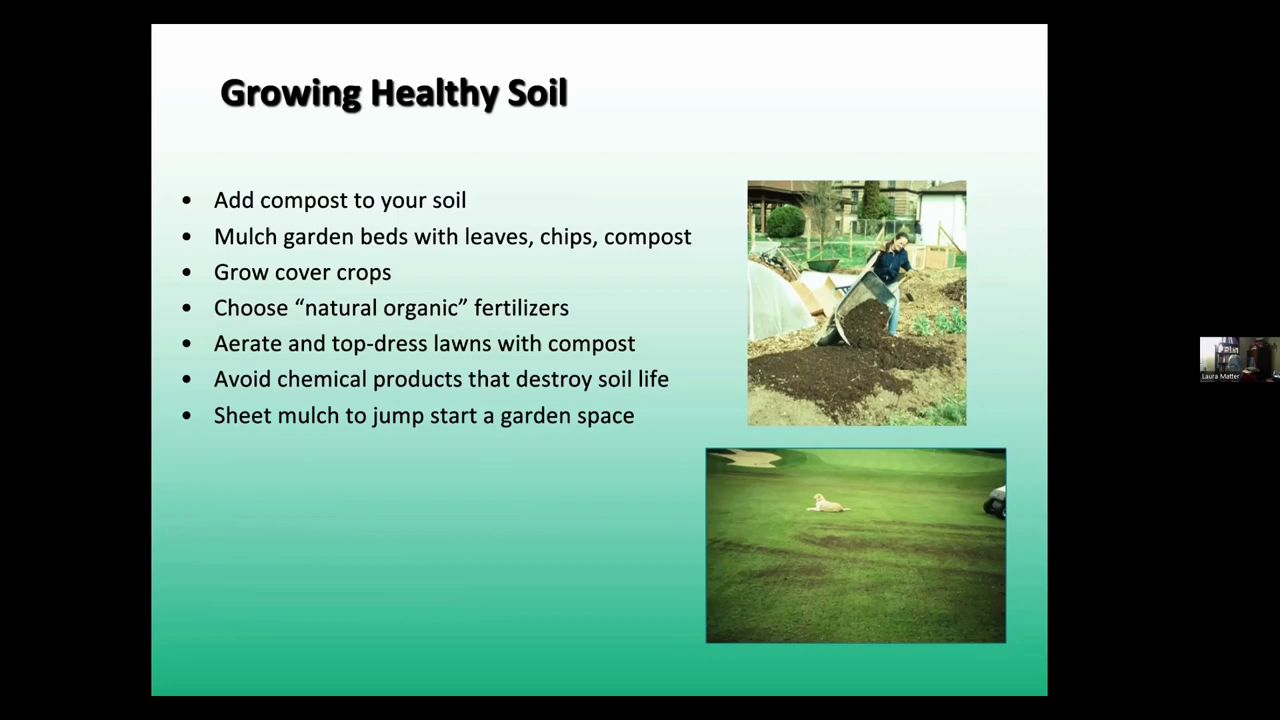 Growing Healthy Soil
• Add compost to your soil
• Mulch garden beds with leaves, chips, compost
• Grow cover crops
• Choose “natural organic” fertilizers
• Aerate and top-dress lawns with compost
• Avoid chemical products that destroy soil life
• Sheet mulch to jump start a garden space
Laura Matter